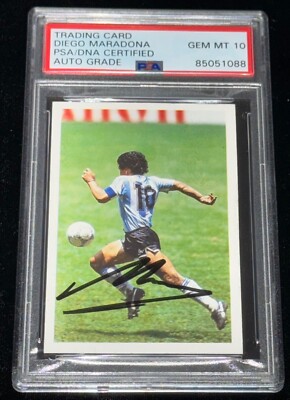 TRADING CARD
DIEGO MARADONA GEM MT 10
PSA/DNA CERTIFIED
AUTO GRADE PSA 85051088
10